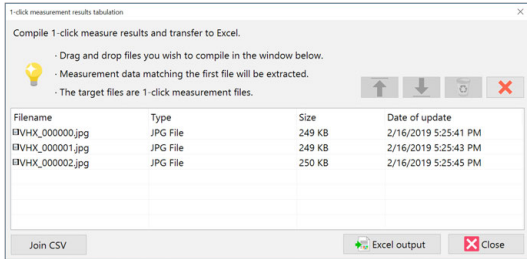 1-click measurement results tabulation
Compile 1-click measure results and transfer to Excel.
· Drag and drop files you wish to compile in the window below.
· Measurement data matching the first file will be extracted.
· The target files are 1-click measurement files.
Filename Type Size Date of update
VHX_000000.jpg JPG File 249 KB 2/16/2019 5:25:41 PM
VHX_000001.jpg JPG File 249 KB 2/16/2019 5:25:43 PM
VHX_000002.jpg JPG File 250 KB 2/16/2019 5:25:45 PM
Join CSV Excel output Close